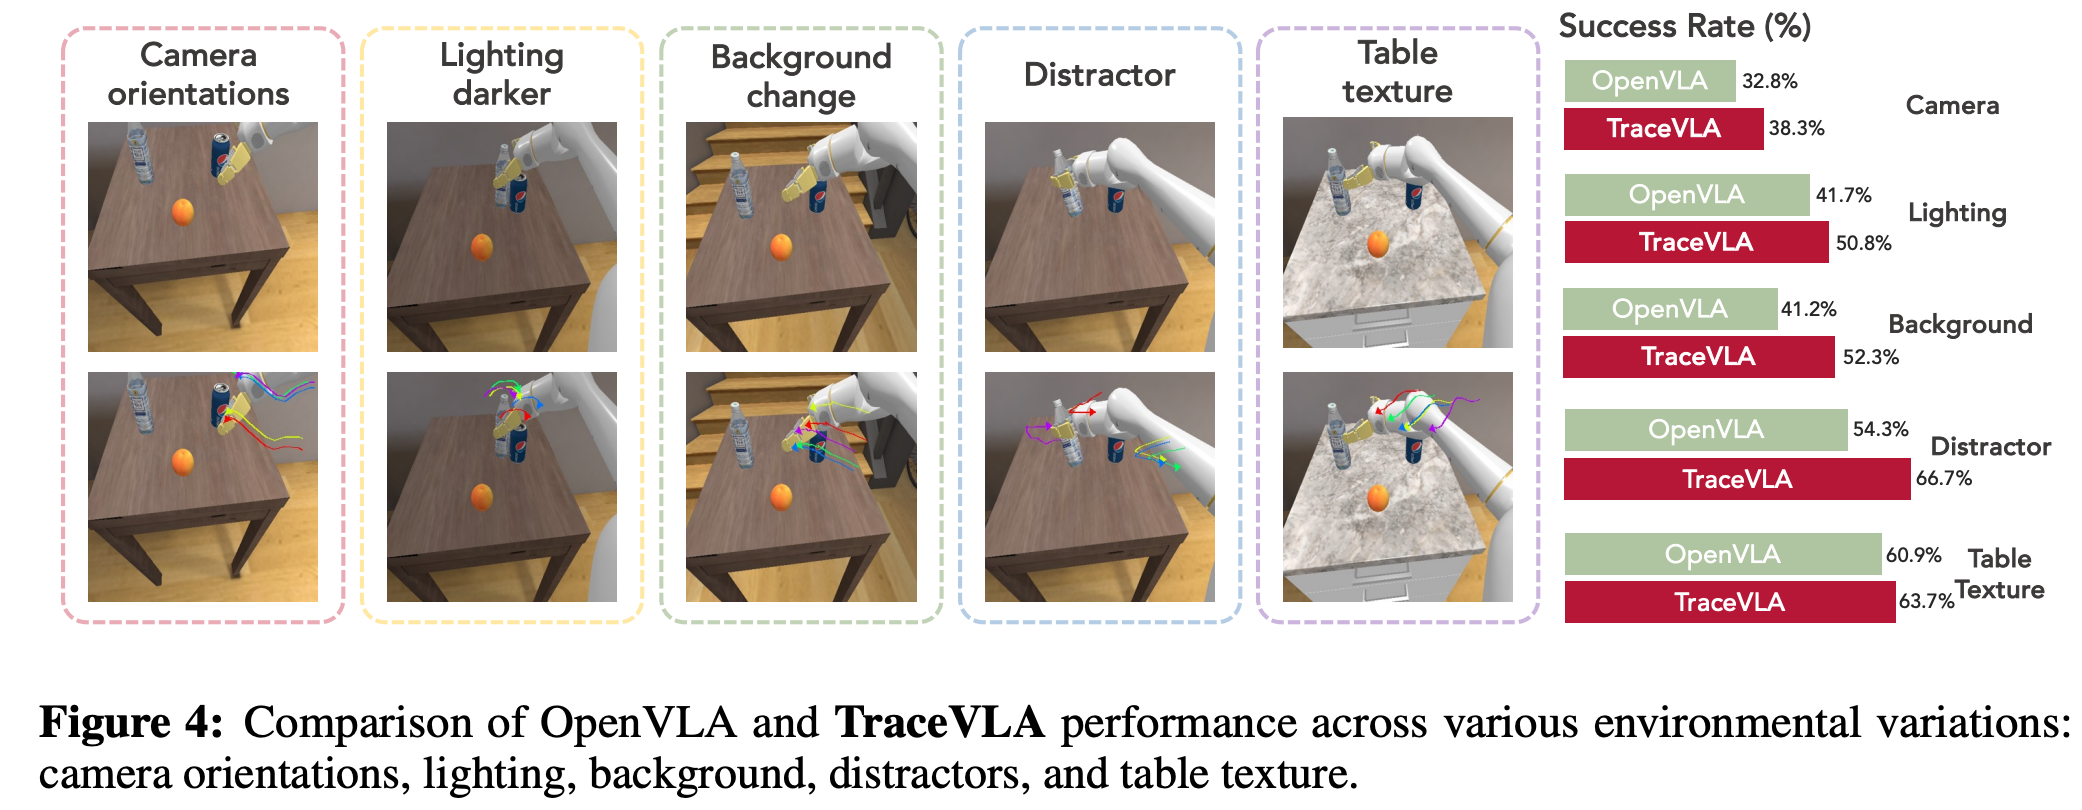 Camera
orientations
Lighting
darker
Background
change
Distractor
Table
texture
Success Rate (%)
OpenVLA 32.8%
TraceVLA 38.3%
Camera
OpenVLA 41.7%
TraceVLA 50.8%
Lighting
OpenVLA 41.2%
TraceVLA 52.3%
Background
OpenVLA 54.3%
TraceVLA 66.7%
Distractor
OpenVLA 60.9%
TraceVLA 63.7%
Table
Texture
Figure 4: Comparison of OpenVLA and TraceVLA performance across various environmental variations:
camera orientations, lighting, background, distractors, and table texture.